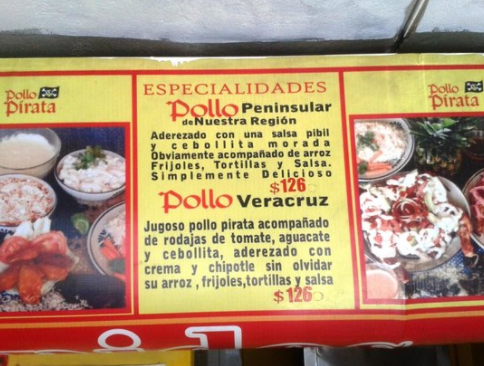 Pollo
Pirata
ESPECIALIDADES
Pollo Peninsular
de Nuestra Región
Aderezado con una salsa pibil
y cebollita morada
Obviamente acompañado de arroz
Frijoles, Tortillas y Salsa.
Simplemente Delicioso
$126
Pollo Veracruz
Jugoso pollo pirata acompañado
de rodajas de tomate, aguacate
y cebollita, aderezado con
crema y chipotle sin olvidar
su arroz , frijoles,tortillas y salsa
$126
Pollo
Pirata